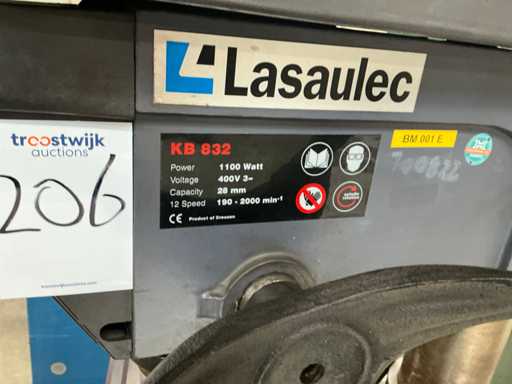 Lasaulec
troostwijk
auctions
206
KB 832
Power 1100 Watt
Voltage 400V 3~
Capacity 28 mm
12 Speed 190 - 2000 min-¹
CE Product of Erausen
BM 001 E